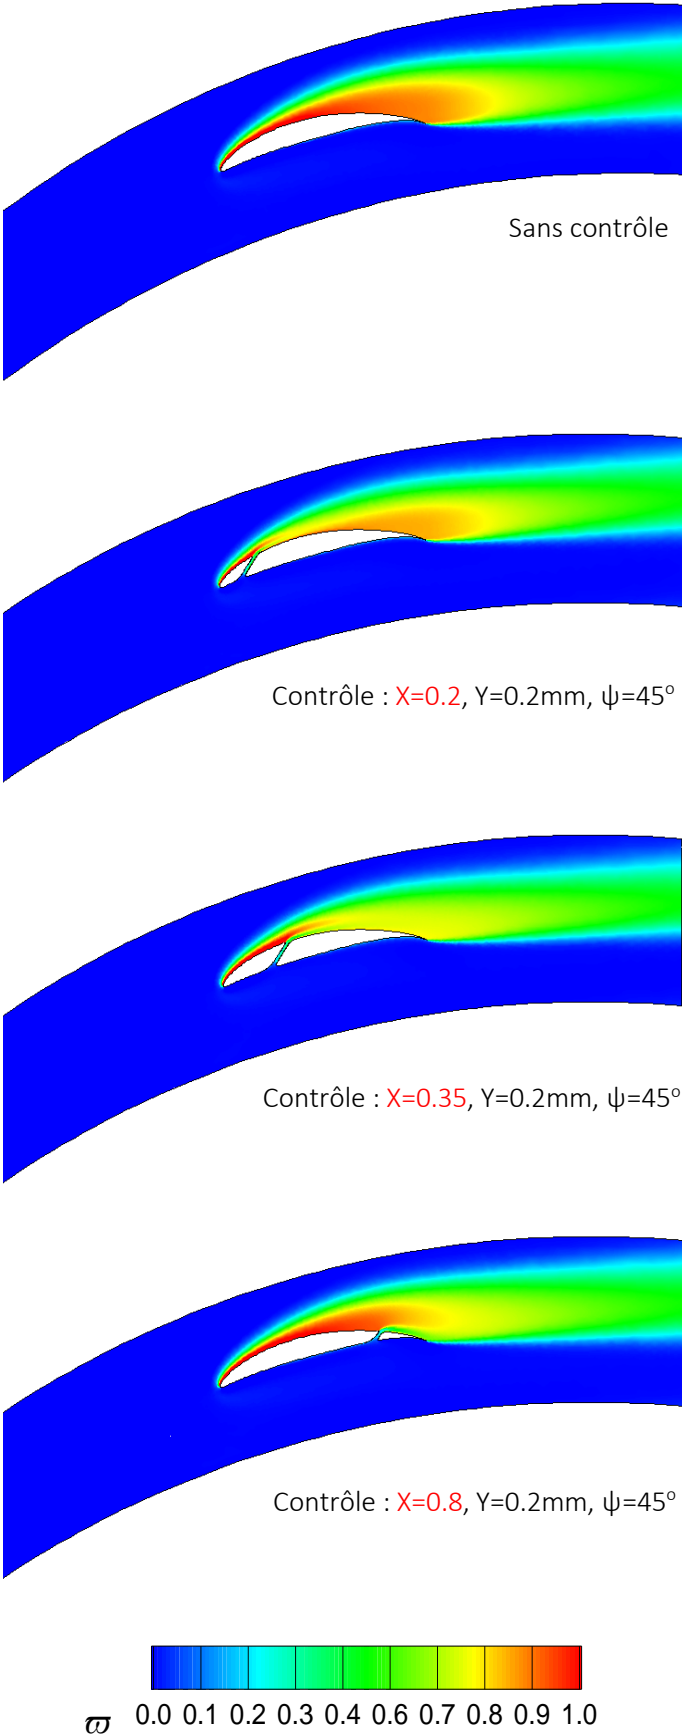 Sans contrôle
Contrôle : X=0.2, Y=0.2mm, ψ=45°
Contrôle : X=0.35, Y=0.2mm, ψ=45°
Contrôle : X=0.8, Y=0.2mm, ψ=45°
ϖ 0.0 0.1 0.2 0.3 0.4 0.6 0.7 0.8 0.9 1.0